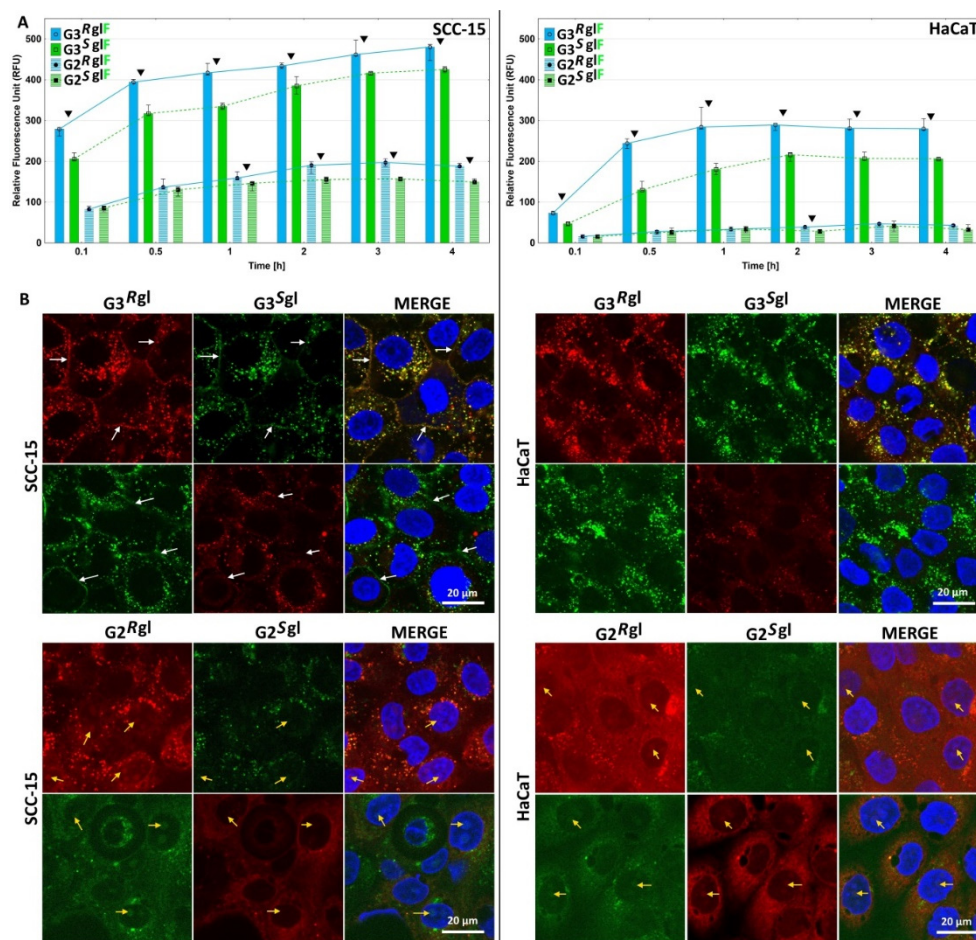 A
SCC-15
G3RglF
G3SglF
G2RglF
G2SglF
Relative Fluorescence Unit (RFU)
500
400
300
200
100
0
0.1 0.5 1 2 3 4
Time [h]
HaCaT
G3RglF
G3SglF
G2RglF
G2SglF
Relative Fluorescence Unit (RFU)
500
400
300
200
100
0
0.1 0.5 1 2 3 4
Time [h]
B
G3Rgl G3Sgl MERGE
SCC-15
20 µm
G3Rgl G3Sgl MERGE
HaCaT
20 µm
G2Rgl G2Sgl MERGE
SCC-15
20 µm
G2Rgl G2Sgl MERGE
HaCaT
20 µm